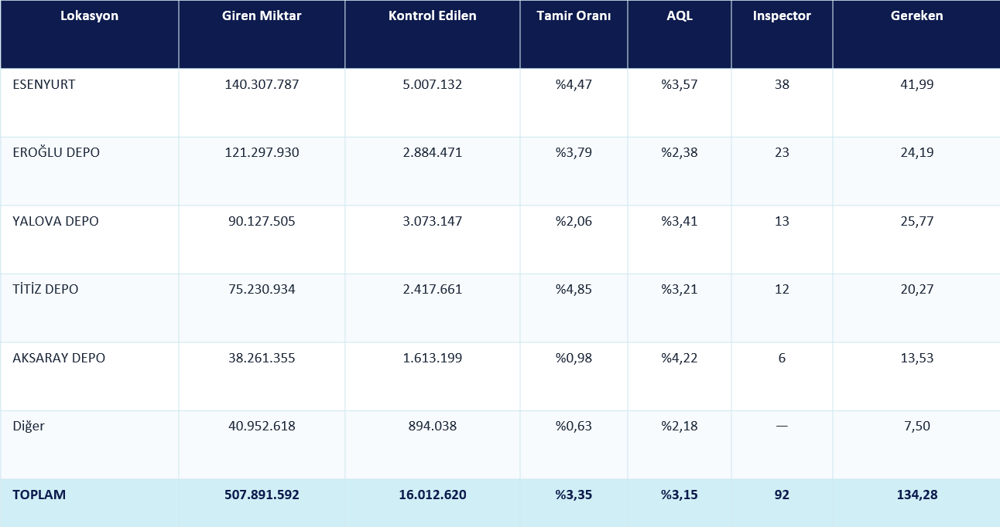 Lokasyon Giren Miktar Kontrol Edilen Tamir Oranı AQL Inspector Gereken
ESENYURT 140.307.787 5.007.132 %4,47 %3,57 38 41,99
EROĞLU DEPO 121.297.930 2.884.471 %3,79 %2,38 23 24,19
YALOVA DEPO 90.127.505 3.073.147 %2,06 %3,41 13 25,77
TİTİZ DEPO 75.230.934 2.417.661 %4,85 %3,21 12 20,27
AKSARAY DEPO 38.261.355 1.613.199 %0,98 %4,22 6 13,53
Diğer 40.952.618 894.038 %0,63 %2,18 — 7,50
TOPLAM 507.891.592 16.012.620 %3,35 %3,15 92 134,28